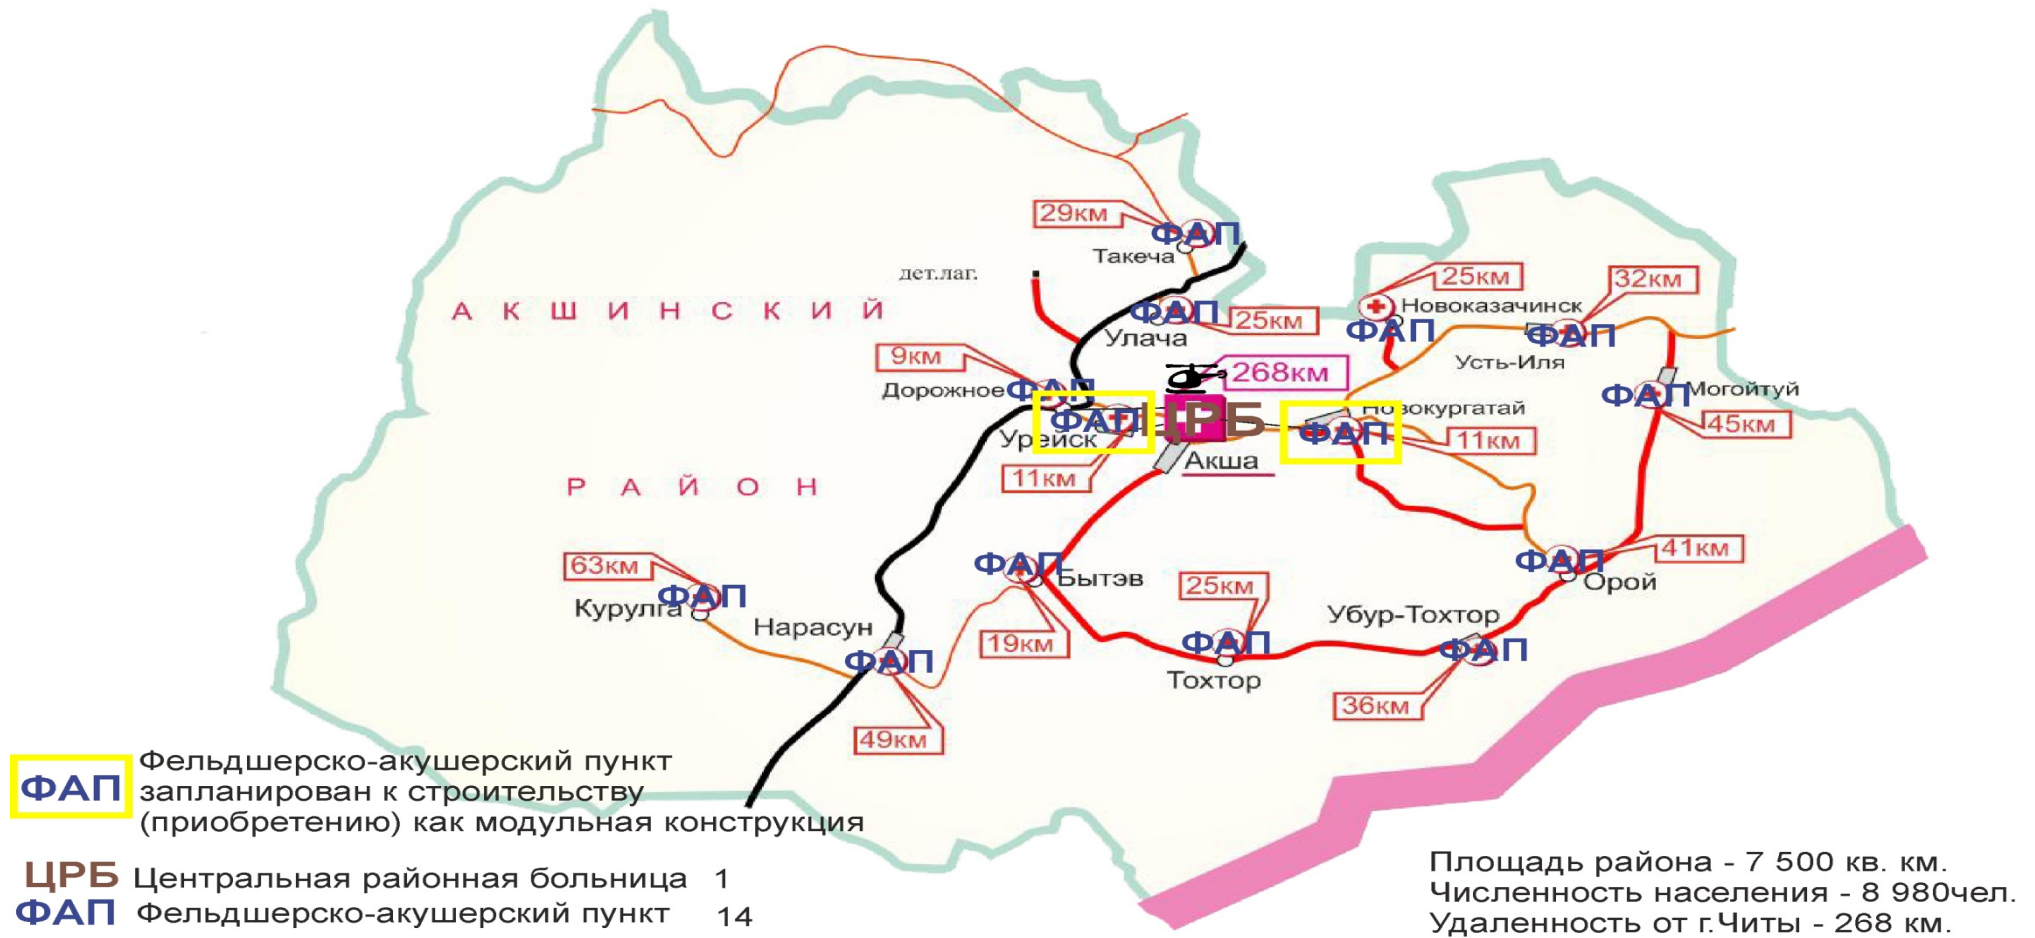 29км
ФАП
Такеча
дет.лаг.
25км
32км
Новоказачинск
АКШИНСКИЙ
ФАП
25км
Улача
ФАП
ФАП
Усть-Иля
9км
268км
Дорожное
ФАП
Могойтуй
ФАП
ФАП
ЦРБ
Новокургатай
ФАП
45км
Урейск
11км
Акша
11км
РАЙОН
63км
ФАП
Курулга
ФАП
Бытэв
25км
41км
ФАП
Орой
Нарасун
ФАП
19км
ФАП
Тохтор
Убур-Тохтор
ФАП
36км
49км
ФАП
Фельдшерско-акушерский пункт
запланирован к строительству
(приобретению) как модульная конструкция
ЦРБ Центральная районная больница 1
ФАП Фельдшерско-акушерский пункт 14
Площадь района - 7 500 кв. км.
Численность населения - 8 980чел.
Удаленность от г.Читы - 268 км.